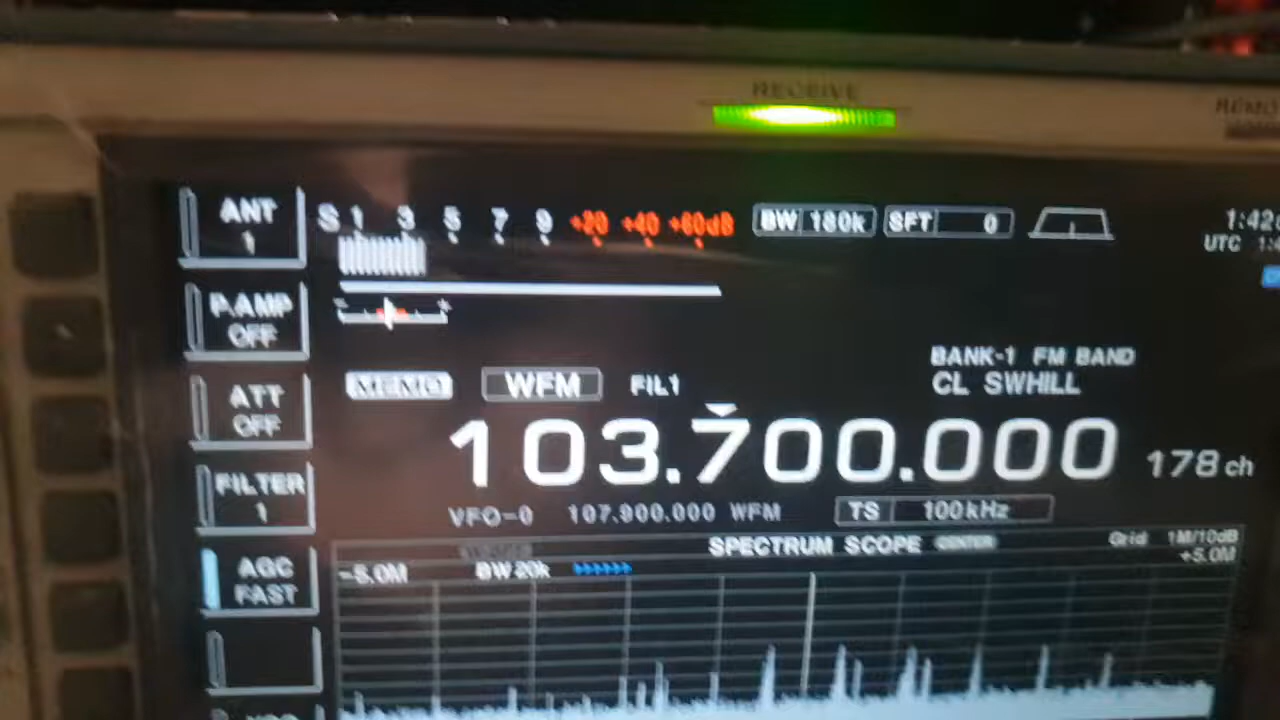 RECEIVE
REMO
ANT
1
S 1 3 5 7 9 +20 +40 +60dB
BW 180k SFT 0
1:42
UTC
P.AMP
OFF
- +
BANK-1 FM BAND
MEMO WFM FIL1
CL SWHILL
ATT
OFF
103.700.000 178 ch
FILTER
1
VFO-0 107.900.000 WFM TS 100kHz
SPECTRUM SCOPE CENTER Grid 1M/10dB
-5.0M BW 20k >>>>>> +5.0M
AGC
FAST